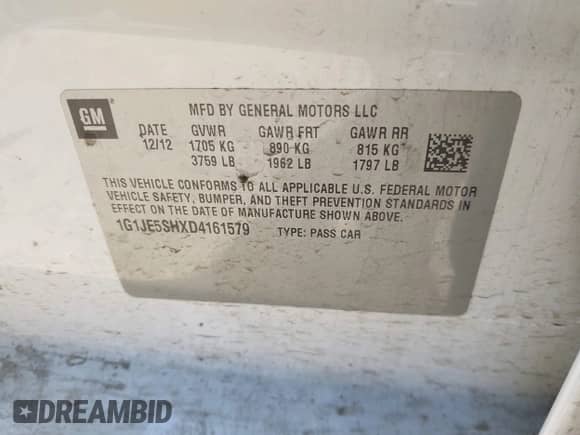 GM
MFD BY GENERAL MOTORS LLC
DATE GVWR GAWR FRT GAWR RR
12/12 1705 KG 890 KG 815 KG
3759 LB 1962 LB 1797 LB
THIS VEHICLE CONFORMS TO ALL APPLICABLE U.S. FEDERAL MOTOR
VEHICLE SAFETY, BUMPER, AND THEFT PREVENTION STANDARDS IN
EFFECT ON THE DATE OF MANUFACTURE SHOWN ABOVE.
1G1JE5SHXD4161579 TYPE: PASS CAR
DREAMBID